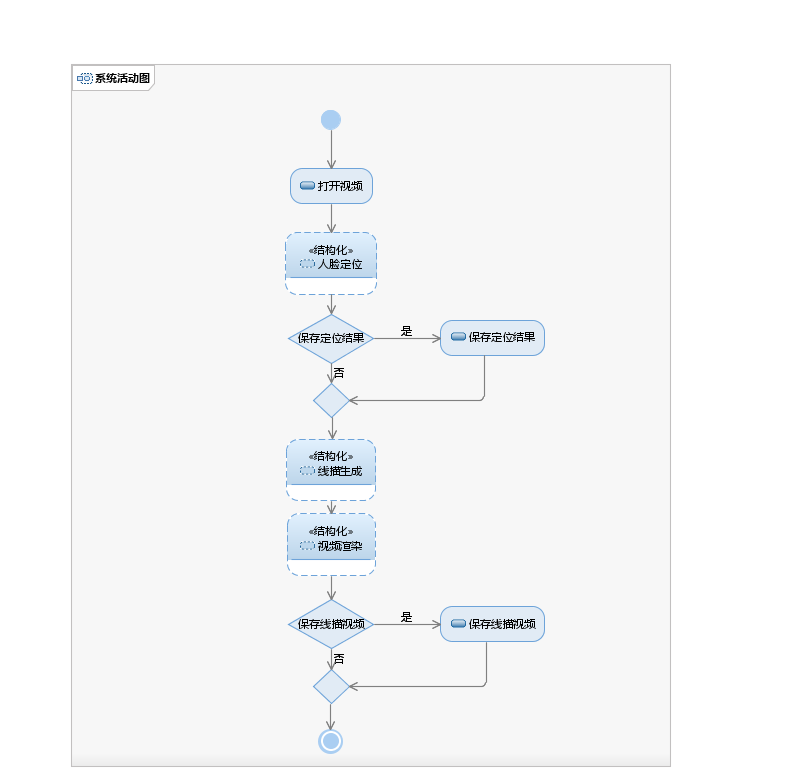 系统活动图
打开视频
«结构化»
人脸定位
保存定位结果
是
保存定位结果
否
«结构化»
线描生成
«结构化»
视频渲染
保存线描视频
是
保存线描视频
否